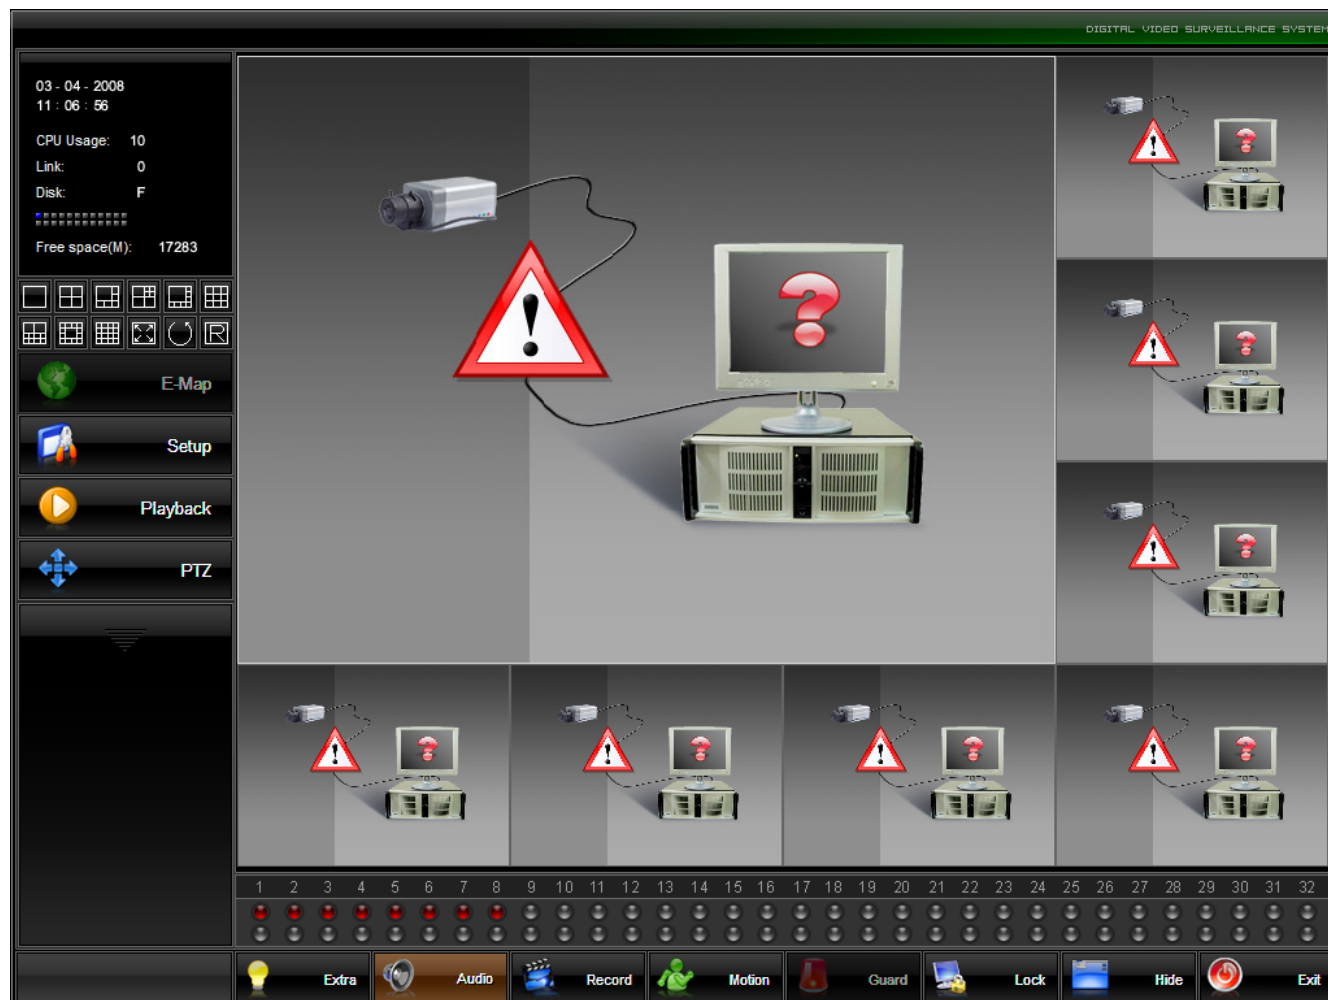 DIGITAL VIDEO SURVEILLANCE SYSTEM
03 - 04 - 2008
11 : 06 : 56
CPU Usage: 10
Link: 0
Disk: F
Free space(M): 17283
R
E-Map
Setup
Playback
PTZ
1 2 3 4 5 6 7 8 9 10 11 12 13 14 15 16 17 18 19 20 21 22 23 24 25 26 27 28 29 30 31 32
Extra Audio Record Motion Guard Lock Hide Exit